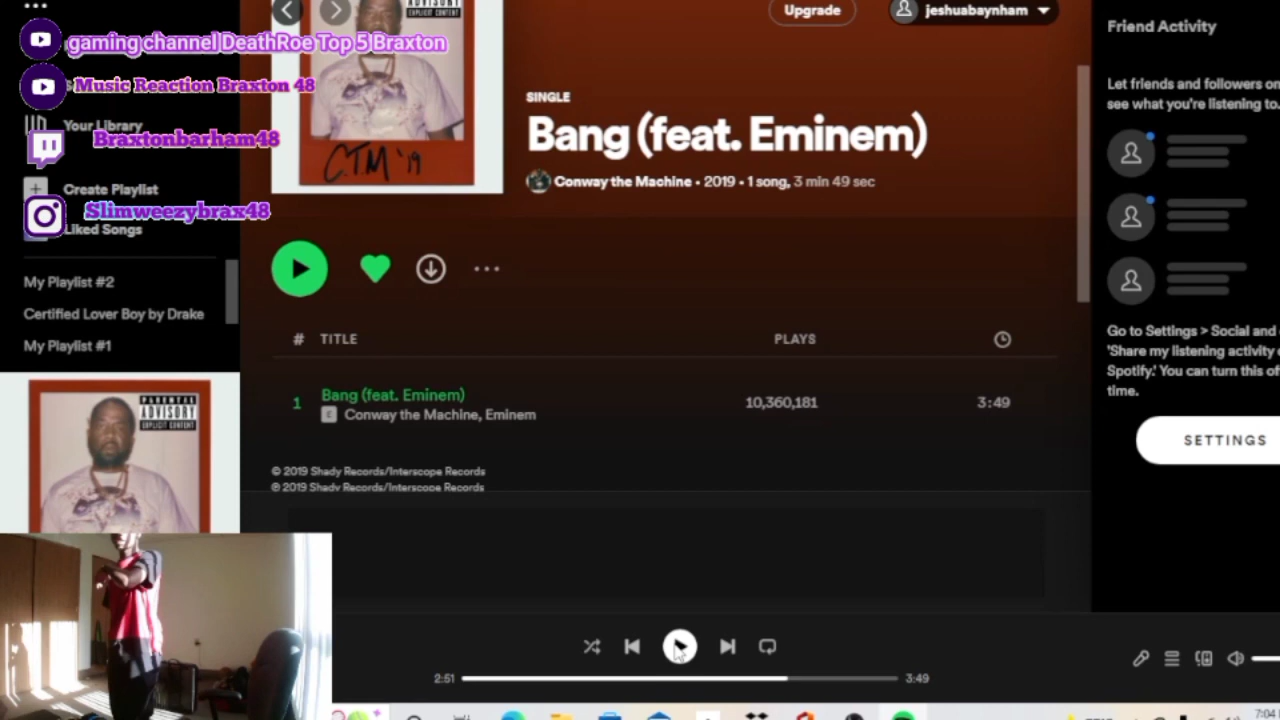 EXPLICIT CONTENT
C.T.M '19
gaming channel DeathRoe Top 5 Braxton
Music Reaction Braxton 48
Your Library
Braxtonbarham48
Create Playlist
Slimweezybrax48
Liked Songs
My Playlist #2
Certified Lover Boy by Drake
My Playlist #1
PARENTAL
ADVISORY
EXPLICIT CONTENT
Upgrade
jeshuabaynham
SINGLE
Bang (feat. Eminem)
Conway the Machine • 2019 • 1 song, 3 min 49 sec
# TITLE PLAYS
1 Bang (feat. Eminem) 10,360,181 3:49
E Conway the Machine, Eminem
© 2019 Shady Records/Interscope Records
℗ 2019 Shady Records/Interscope Records
Friend Activity
Let friends and followers on
see what you're listening to.
Go to Settings > Social and
'Share my listening activity
Spotify.' You can turn this of
time.
SETTINGS
2:51 3:49
7:04